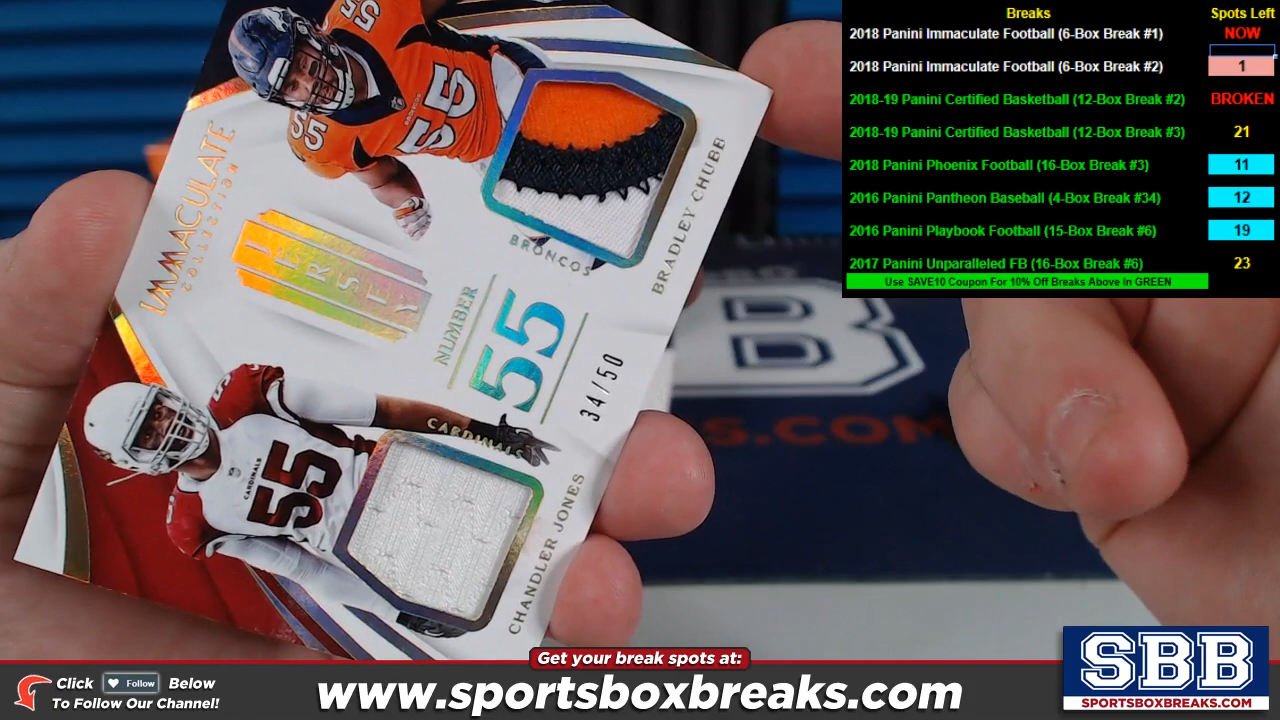 Breaks Spots Left
2018 Panini Immaculate Football (6-Box Break #1) NOW
2018 Panini Immaculate Football (6-Box Break #2) 1
2018-19 Panini Certified Basketball (12-Box Break #2) BROKEN
2018-19 Panini Certified Basketball (12-Box Break #3) 21
2018 Panini Phoenix Football (16-Box Break #3) 11
2016 Panini Pantheon Baseball (4-Box Break #34) 12
2016 Panini Playbook Football (15-Box Break #6) 19
2017 Panini Unparalleled FB (16-Box Break #6) 23
Use SAVE10 Coupon For 10% Off Breaks Above In GREEN
IMMACULATE
COLLECTION
JERSEY
NUMBER
55
34/50
55
35
55
BRONCOS
BRONCOS
BRADLEY CHUBB
CARDINALS
55
CARDINALS
CHANDLER JONES
B
S.COM
Get your break spots at:
www.sportsboxbreaks.com
Click Follow Below
To Follow Our Channel!
SBB
SPORTSBOXBREAKS.COM